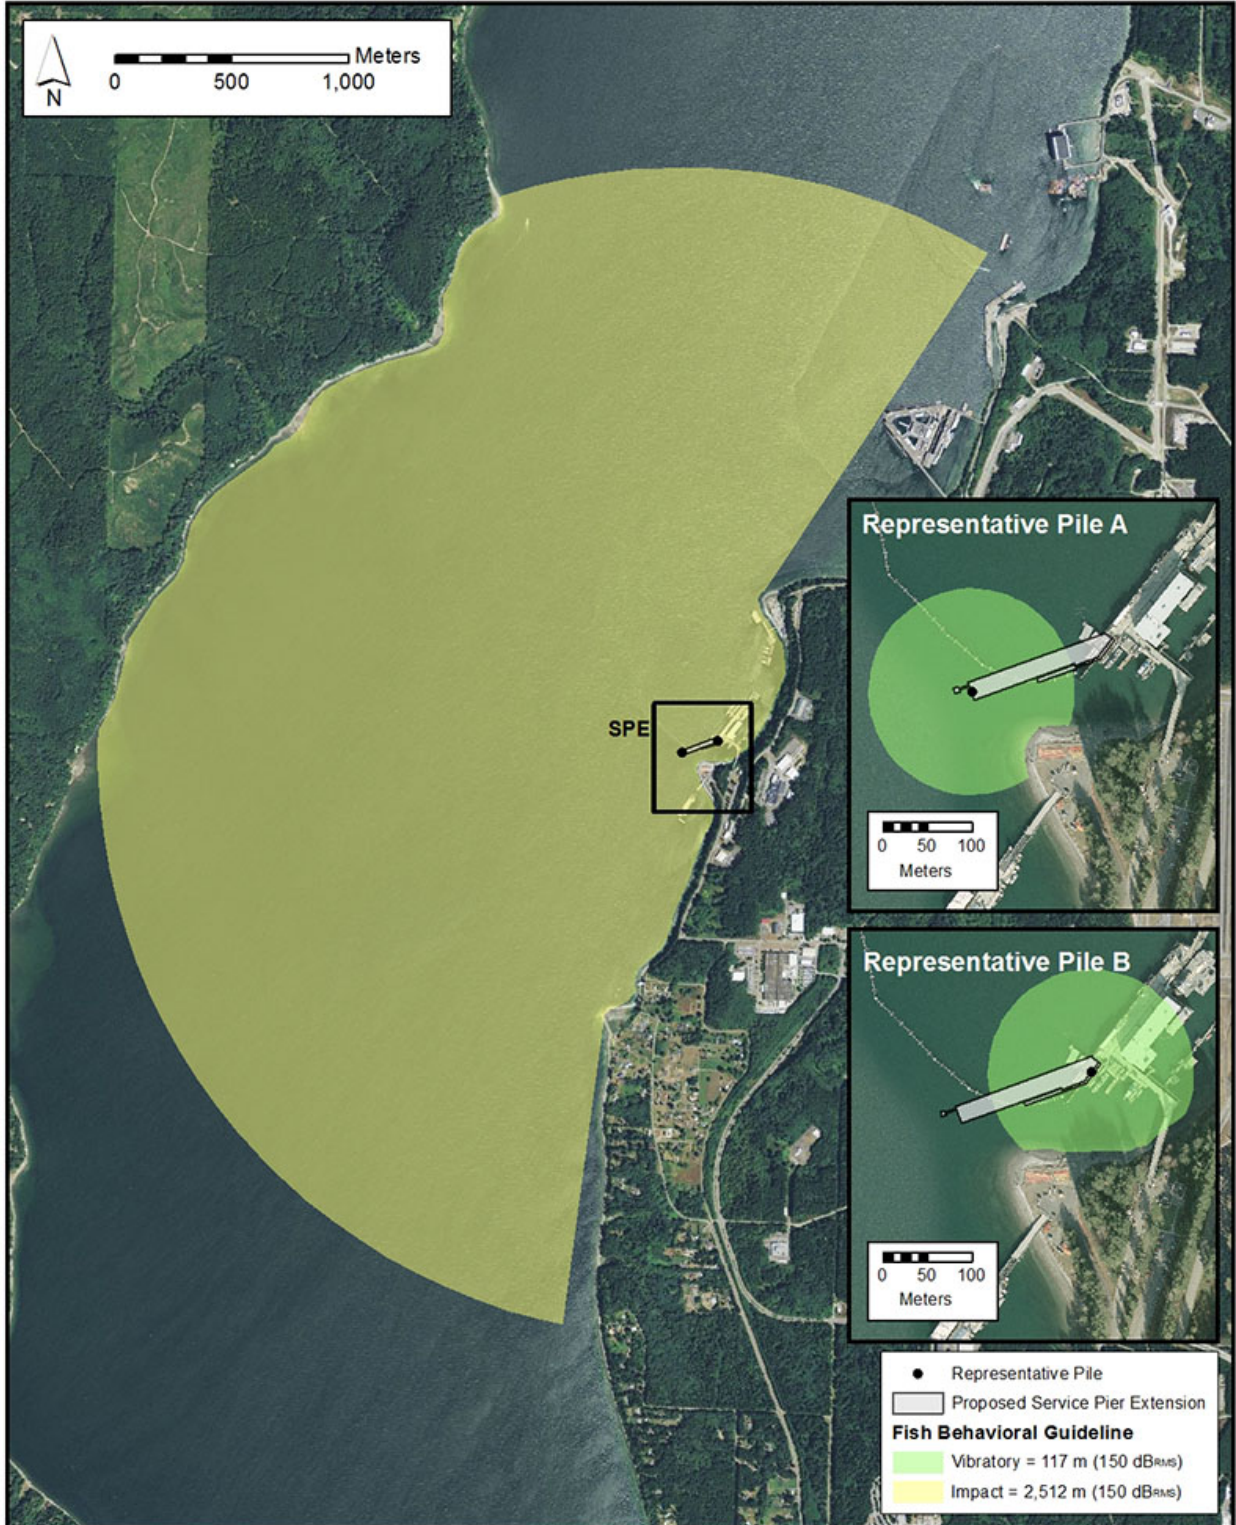 Meters
0 500 1,000
N
SPE
Representative Pile A
0 50 100
Meters
Representative Pile B
0 50 100
Meters
Representative Pile
Proposed Service Pier Extension
Fish Behavioral Guideline
Vibratory = 117 m (150 dBRMS)
Impact = 2,512 m (150 dBRMS)